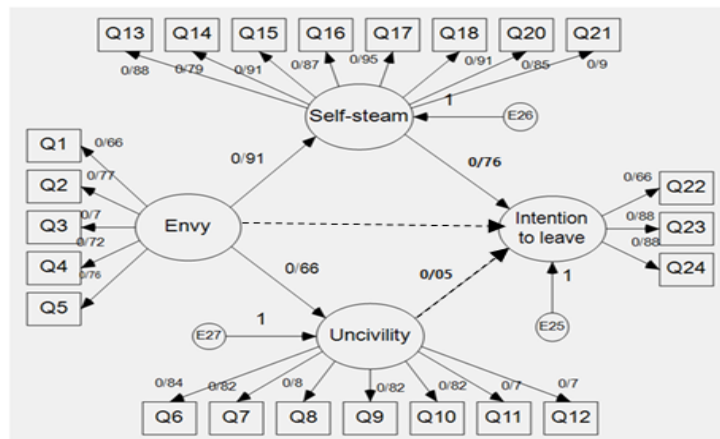 Q13 Q14 Q15 Q16 Q17 Q18 Q20 Q21
0/88 0/79 0/91 0/87 0/95 0/91 0/85 0/9
Self-steam
1
E26
Q1
0/66
Q2
0/77
Q3
0/7
Q4
0/72
Q5
0/76
Envy
0/91
0/76
0/66
0/05
Intention
to leave
0/66
Q22
0/88
Q23
0/88
Q24
1
E25
E27
1
Uncivility
0/84 0/82 0/8 0/82 0/82 0/7 0/7
Q6 Q7 Q8 Q9 Q10 Q11 Q12